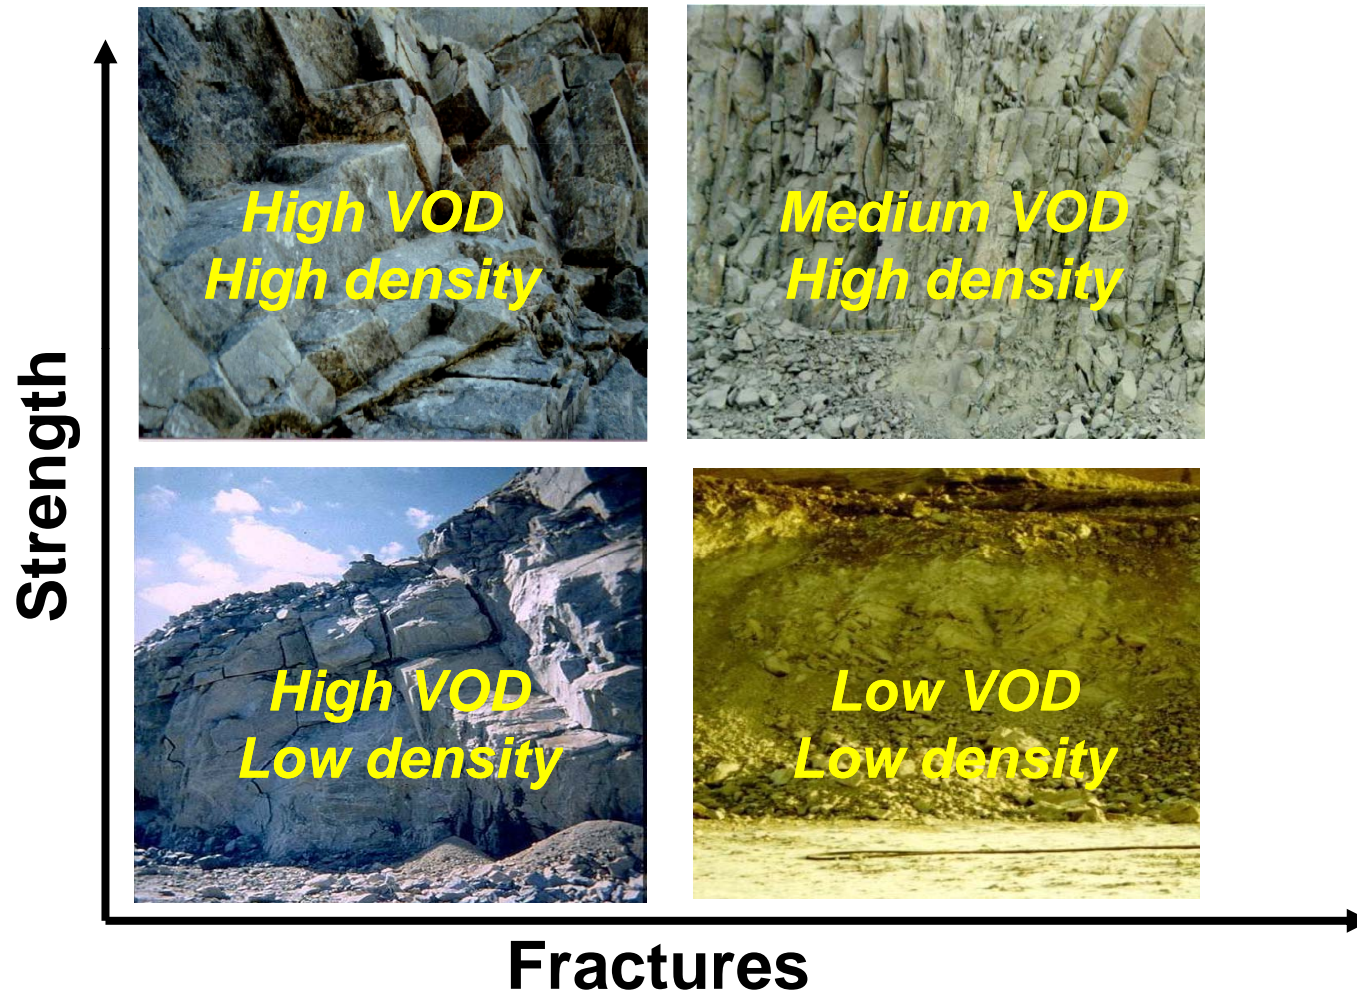 High VOD
High density
Medium VOD
High density
Strength
High VOD
Low density
Low VOD
Low density
Fractures